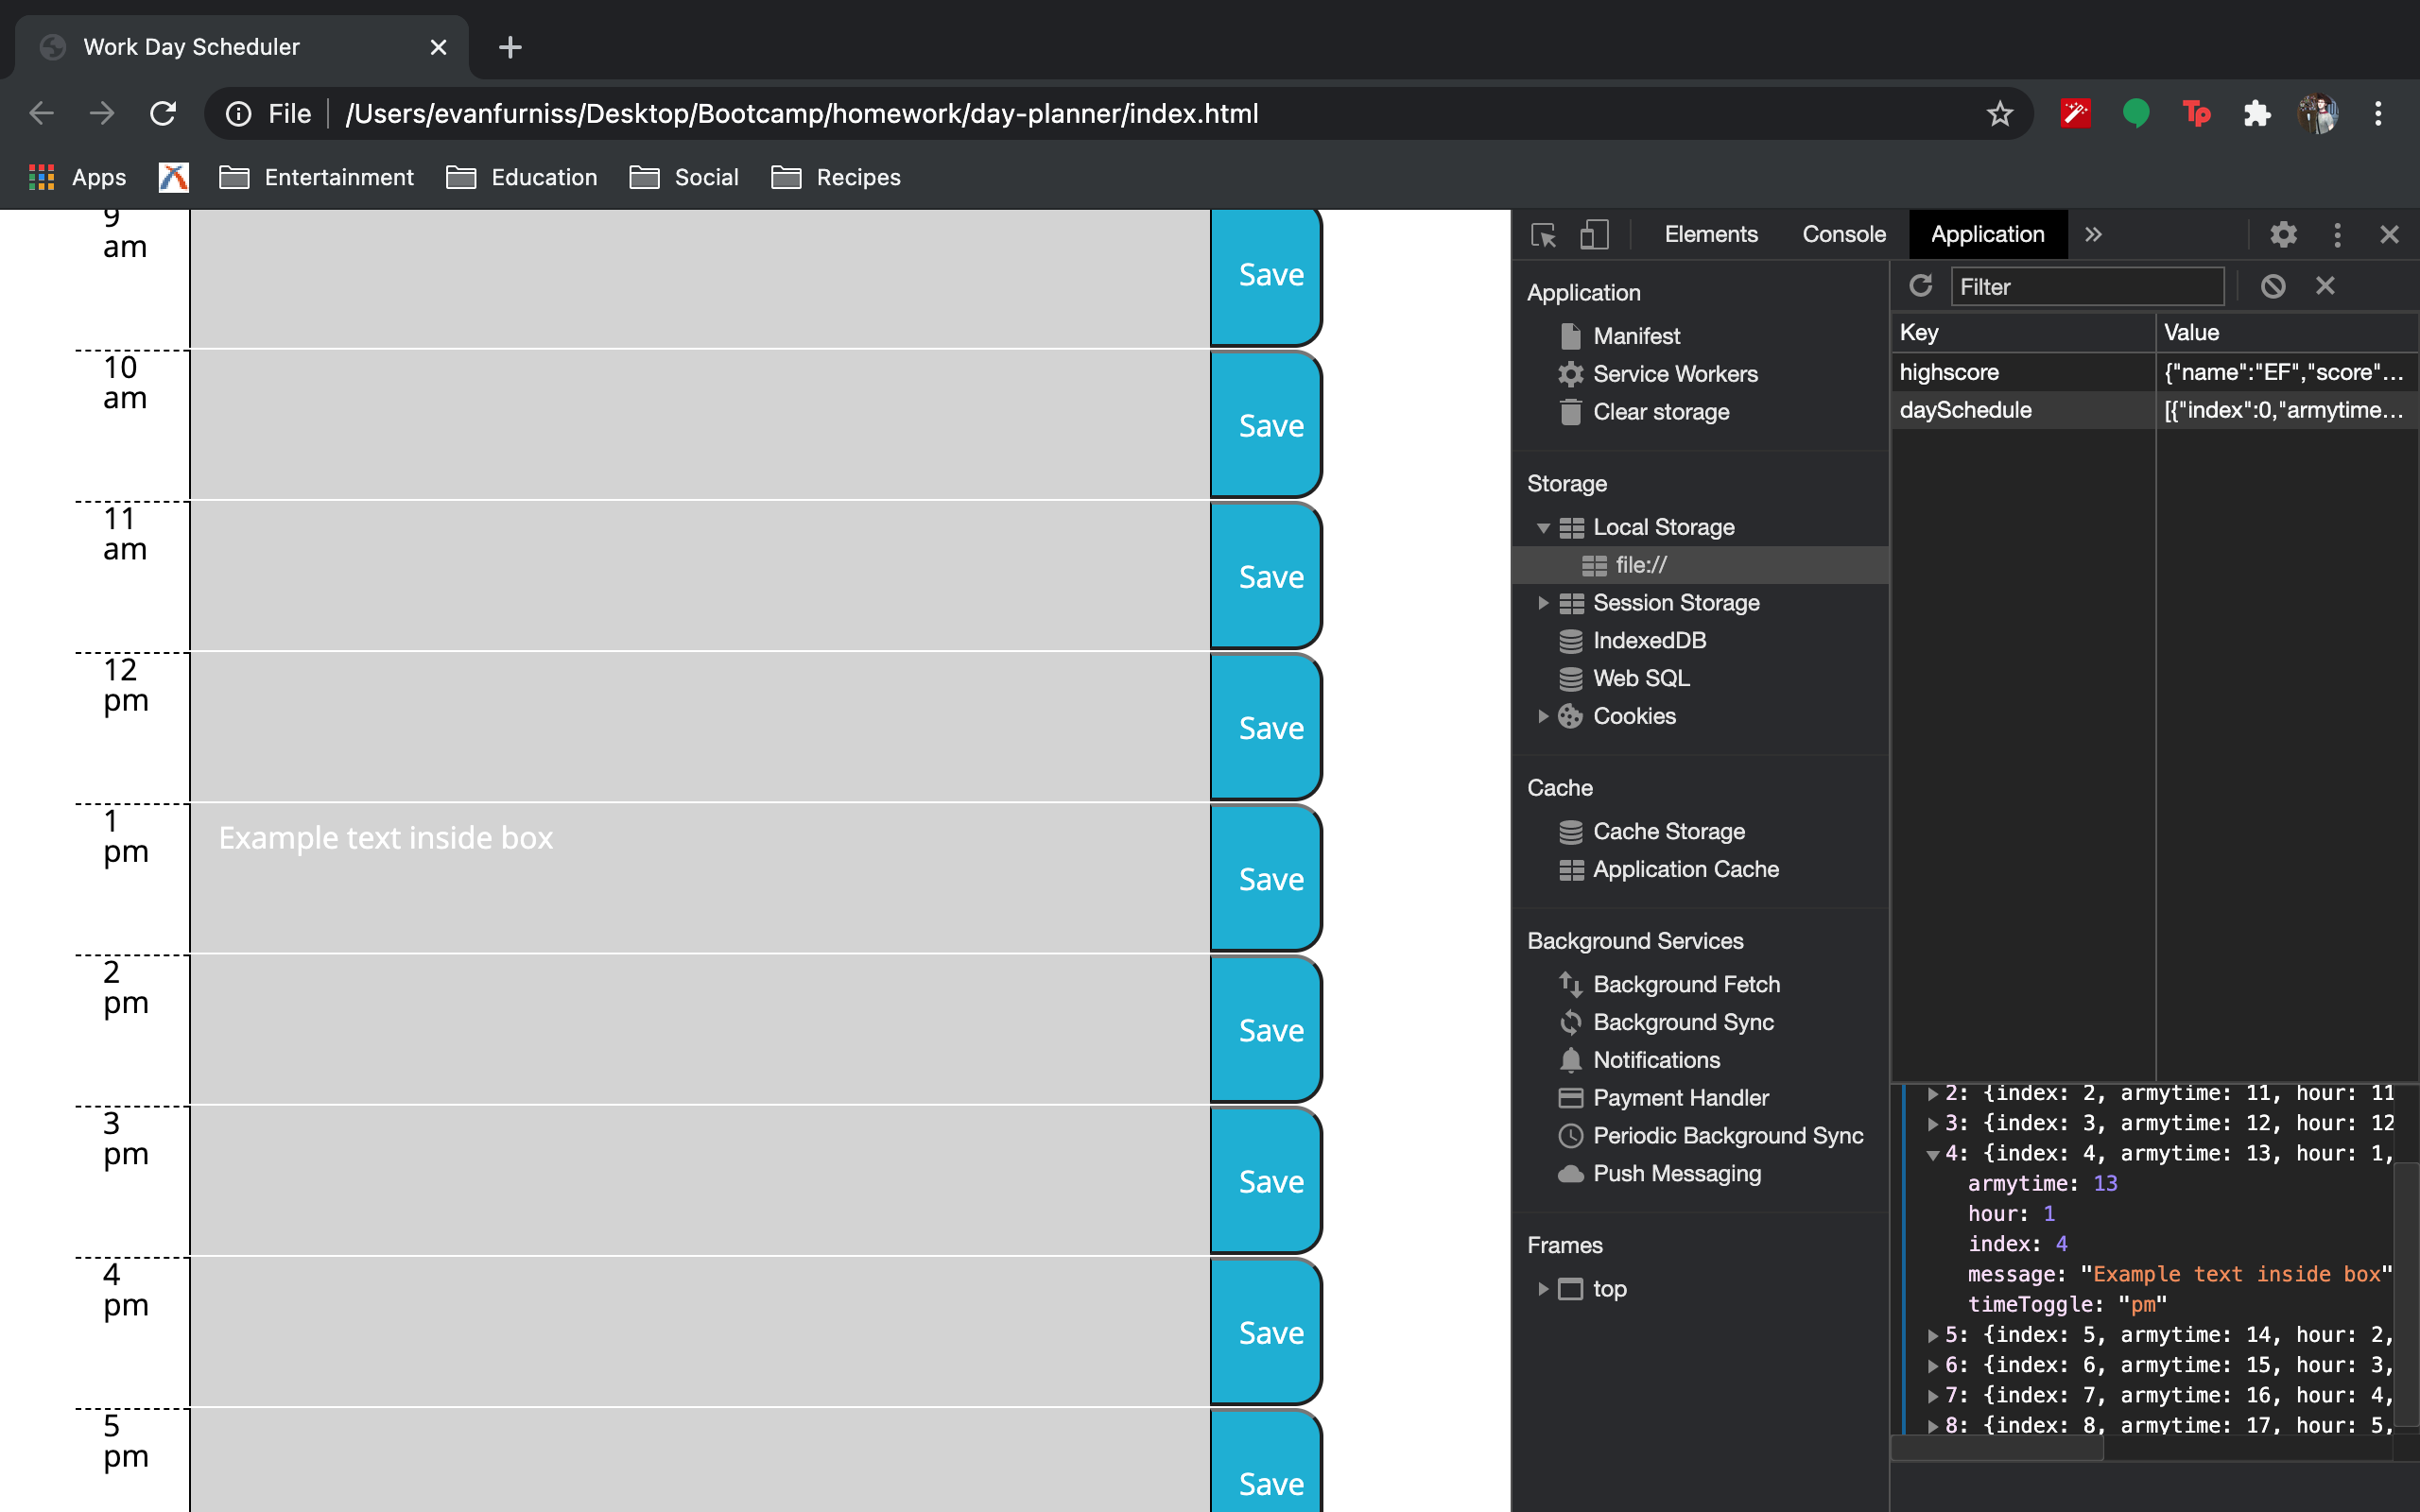 Work Day Scheduler
File /Users/evanfurniss/Desktop/Bootcamp/homework/day-planner/index.html
Tp
Apps Entertainment Education Social Recipes
9
am
Save
10
am
Save
11
am
Save
12
pm
Save
1
pm
Example text inside box
Save
2
pm
Save
3
pm
Save
4
pm
Save
5
pm
Save
Elements Console Application »
Application
Manifest
Service Workers
Clear storage
Storage
Local Storage
file://
Session Storage
IndexedDB
Web SQL
Cookies
Cache
Cache Storage
Application Cache
Background Services
Background Fetch
Background Sync
Notifications
Payment Handler
Periodic Background Sync
Push Messaging
Frames
top
Filter
Key Value
highscore {"name":"EF","score"...
daySchedule [{"index":0,"armytime...
2: {index: 2, armytime: 11, hour: 11
3: {index: 3, armytime: 12, hour: 12
4: {index: 4, armytime: 13, hour: 1,
armytime: 13
hour: 1
index: 4
message: "Example text inside box"
timeToggle: "pm"
5: {index: 5, armytime: 14, hour: 2,
6: {index: 6, armytime: 15, hour: 3,
7: {index: 7, armytime: 16, hour: 4,
8: {index: 8, armytime: 17, hour: 5,